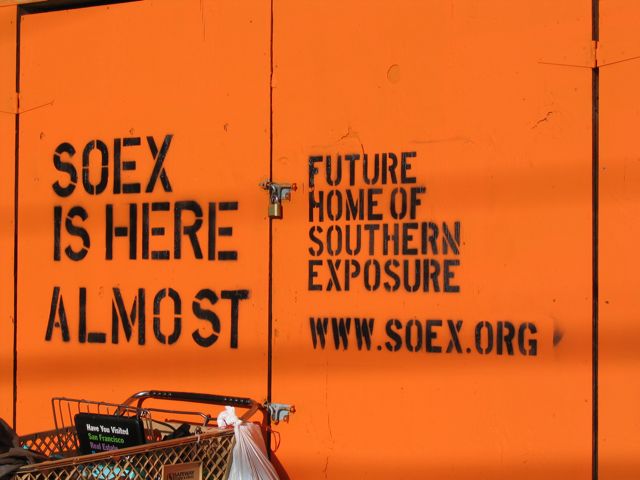 SOEX
IS HERE
ALMOST
FUTURE
HOME OF
SOUTHERN
EXPOSURE
WWW.SOEX.ORG
Have You Visited
San Francisco
Real Estate
SAFEWAY